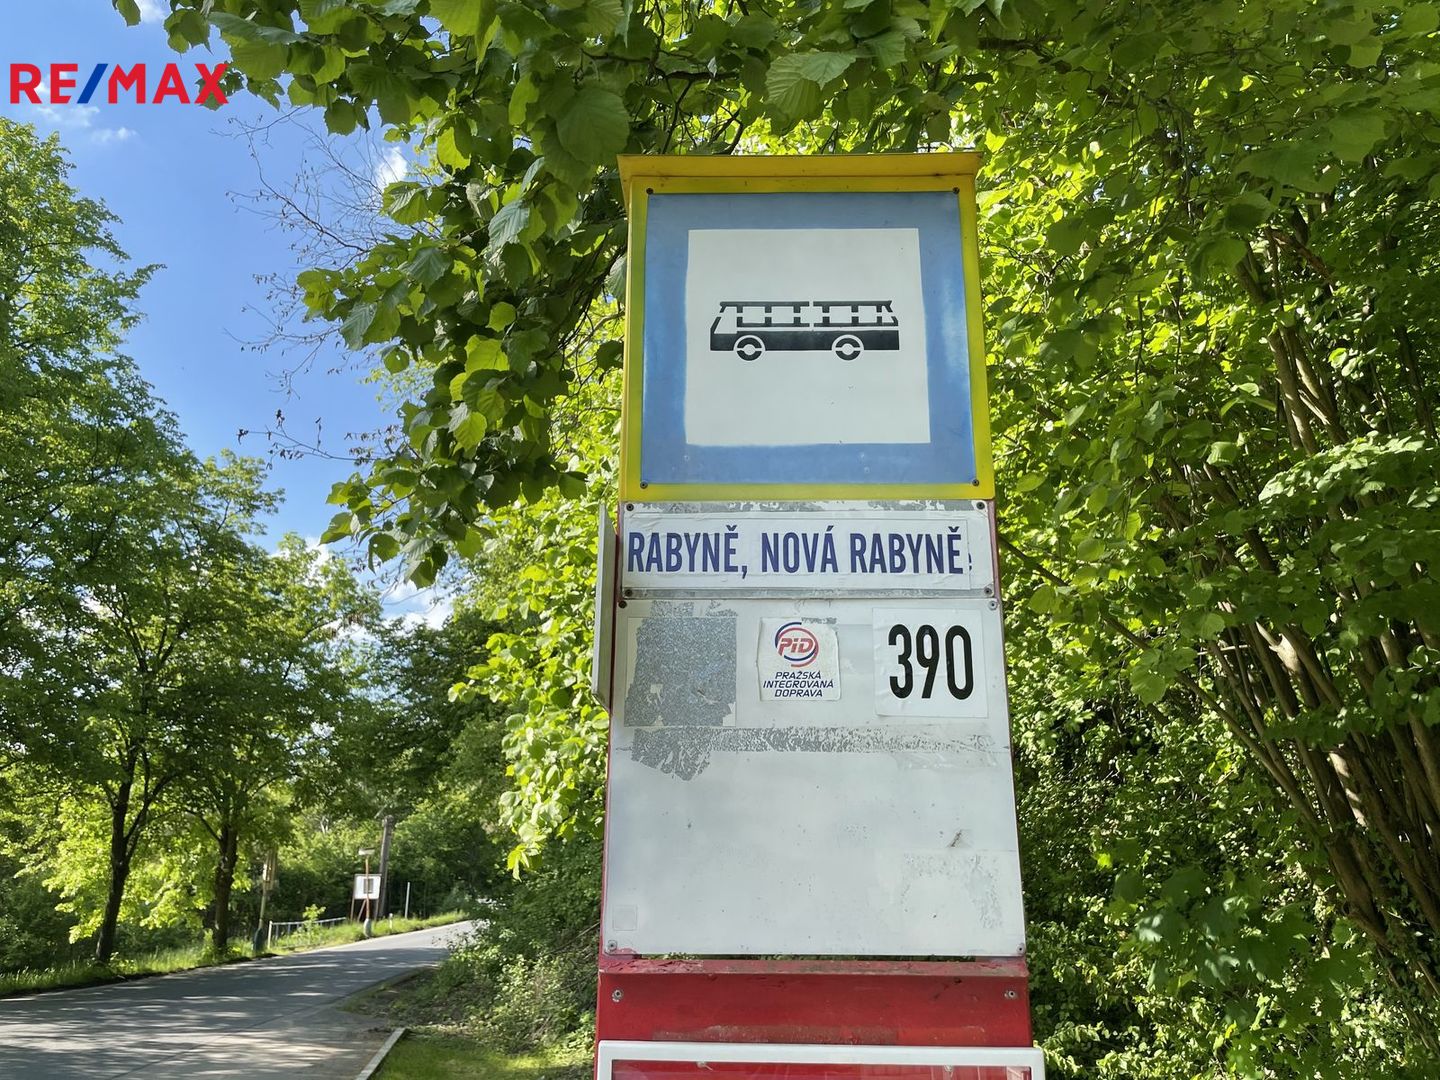 RE/MAX
RABYNĚ, NOVÁ RABYNĚ
PID
PRAŽSKÁ
INTEGROVANÁ
DOPRAVA
390